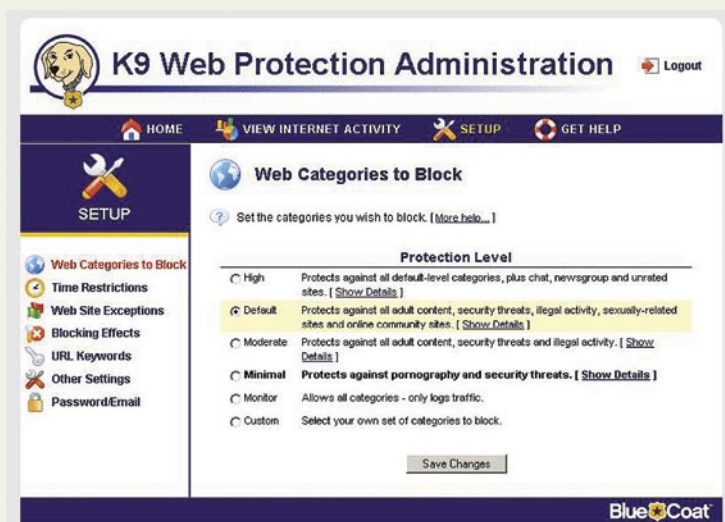 K9 Web Protection Administration
Logout
HOME
VIEW INTERNET ACTIVITY
SETUP
GET HELP
SETUP
Web Categories to Block
Time Restrictions
Web Site Exceptions
Blocking Effects
URL Keywords
Other Settings
Password/Email
Web Categories to Block
Set the categories you wish to block. [ More help... ]
Protection Level
High Protects against all default-level categories, plus chat, newsgroup and unrated
sites. [ Show Details ]
Default Protects against all adult content, security threats, illegal activity, sexually-related
sites and online community sites. [ Show Details ]
Moderate Protects against all adult content, security threats and illegal activity. [ Show
Details ]
Minimal Protects against pornography and security threats. [ Show Details ]
Monitor Allows all categories - only logs traffic.
Custom Select your own set of categories to block.
Save Changes
Blue Coat